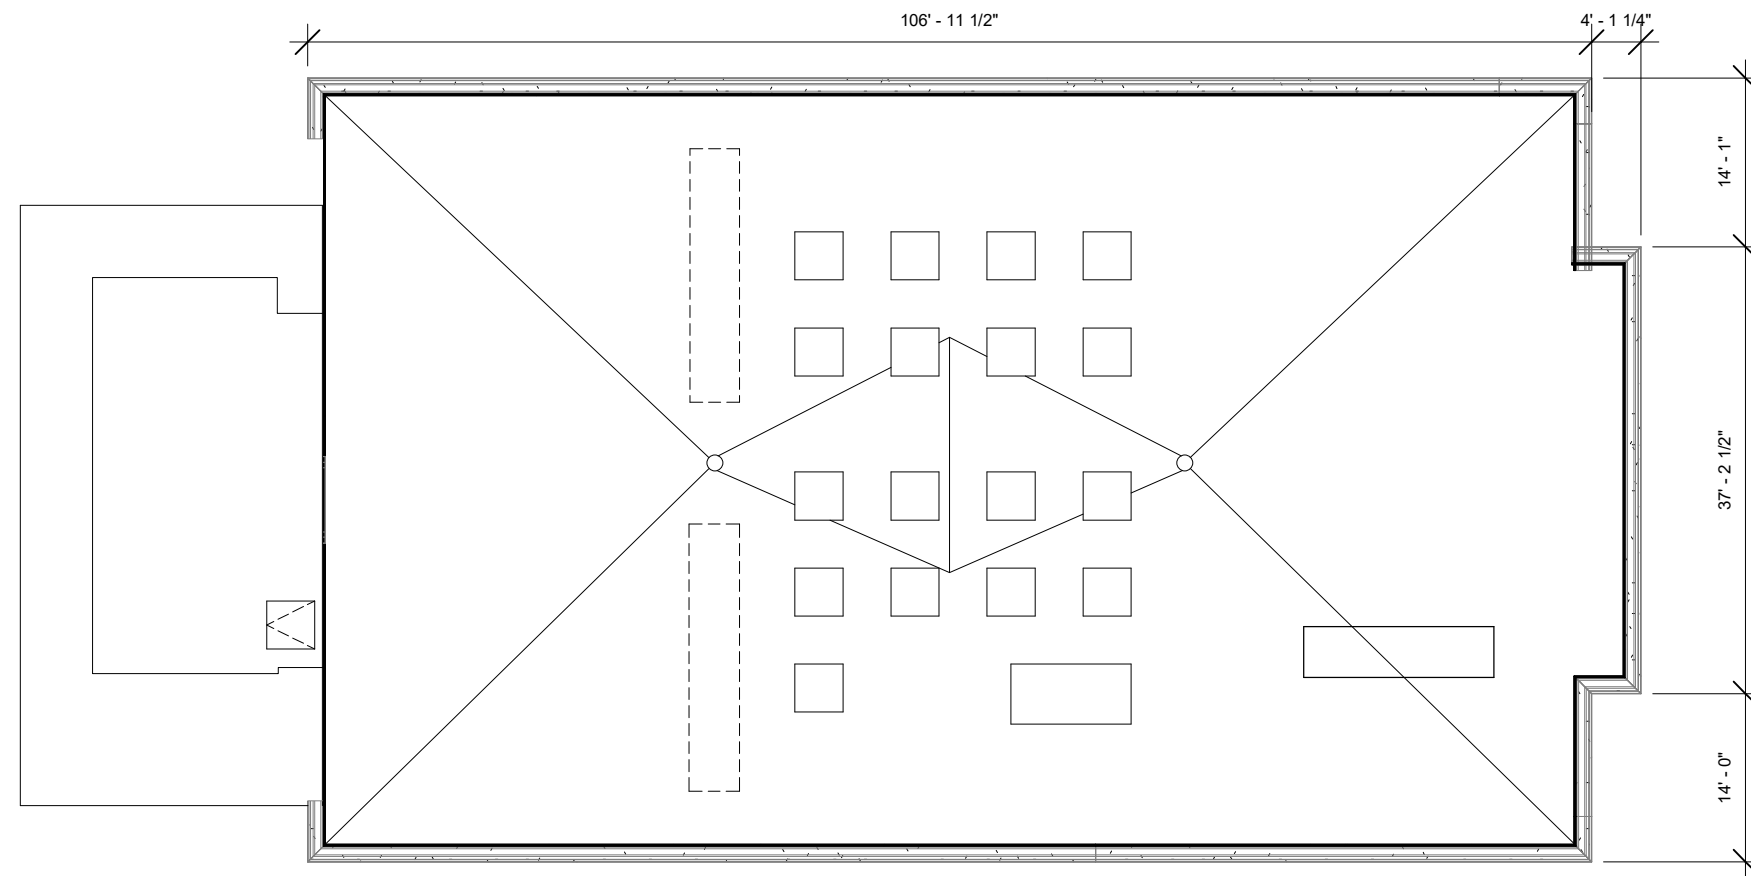 106' - 11 1/2"
4' - 1 1/4"
14' - 1"
37' - 2 1/2"
14' - 0"